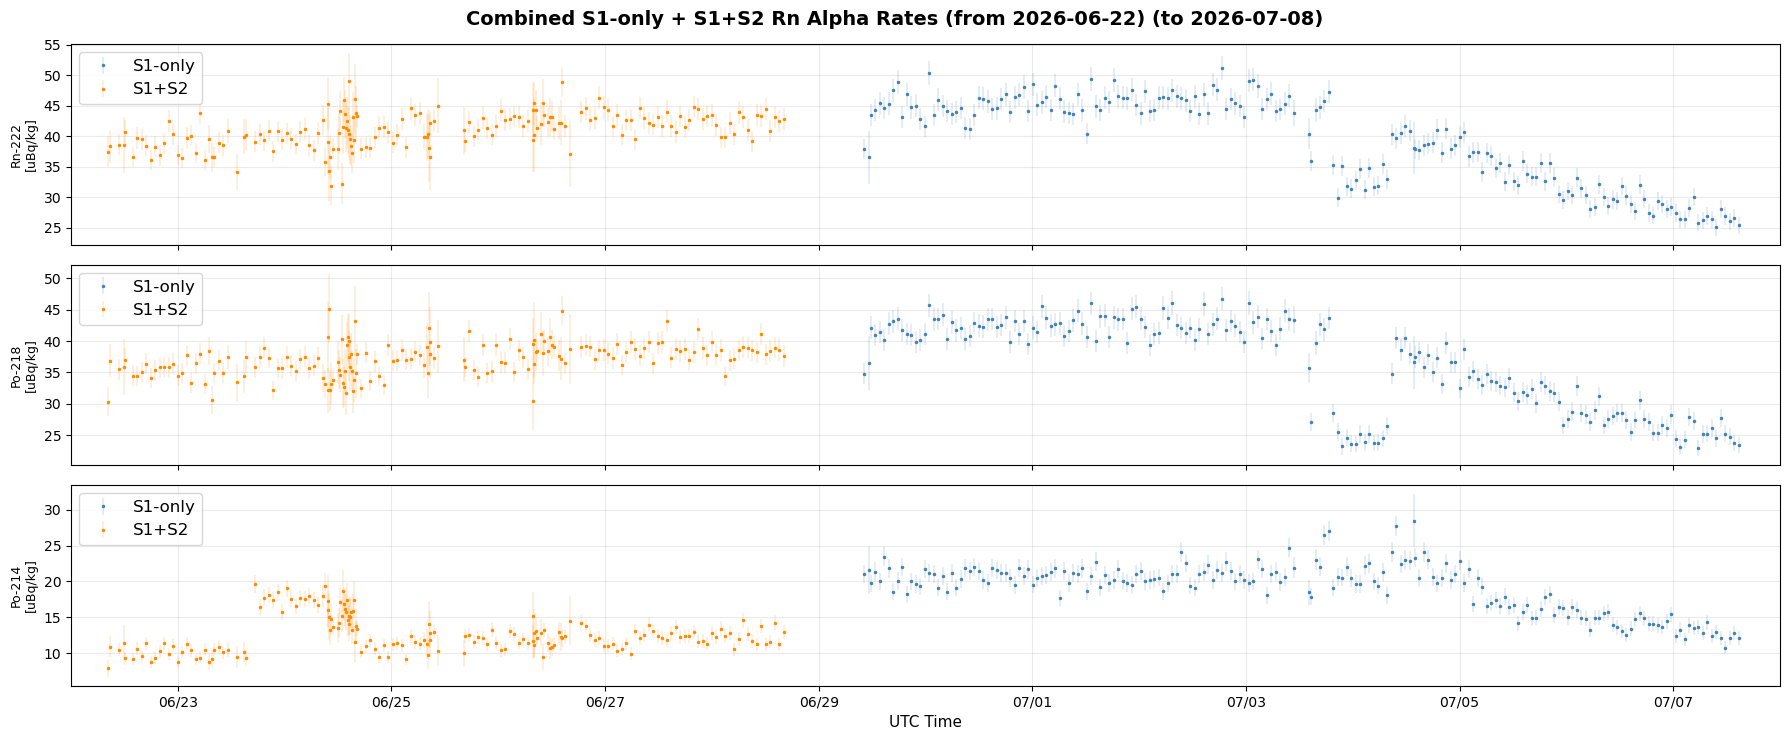 Combined S1-only + S1+S2 Rn Alpha Rates (from 2026-06-22) (to 2026-07-08)
Rn-222
[uBq/kg]
55
50
45
40
35
30
25
S1-only
S1+S2
Po-218
[uBq/kg]
50
45
40
35
30
25
S1-only
S1+S2
Po-214
[uBq/kg]
30
25
20
15
10
S1-only
S1+S2
06/23
06/25
06/27
06/29
07/01
07/03
07/05
07/07
UTC Time